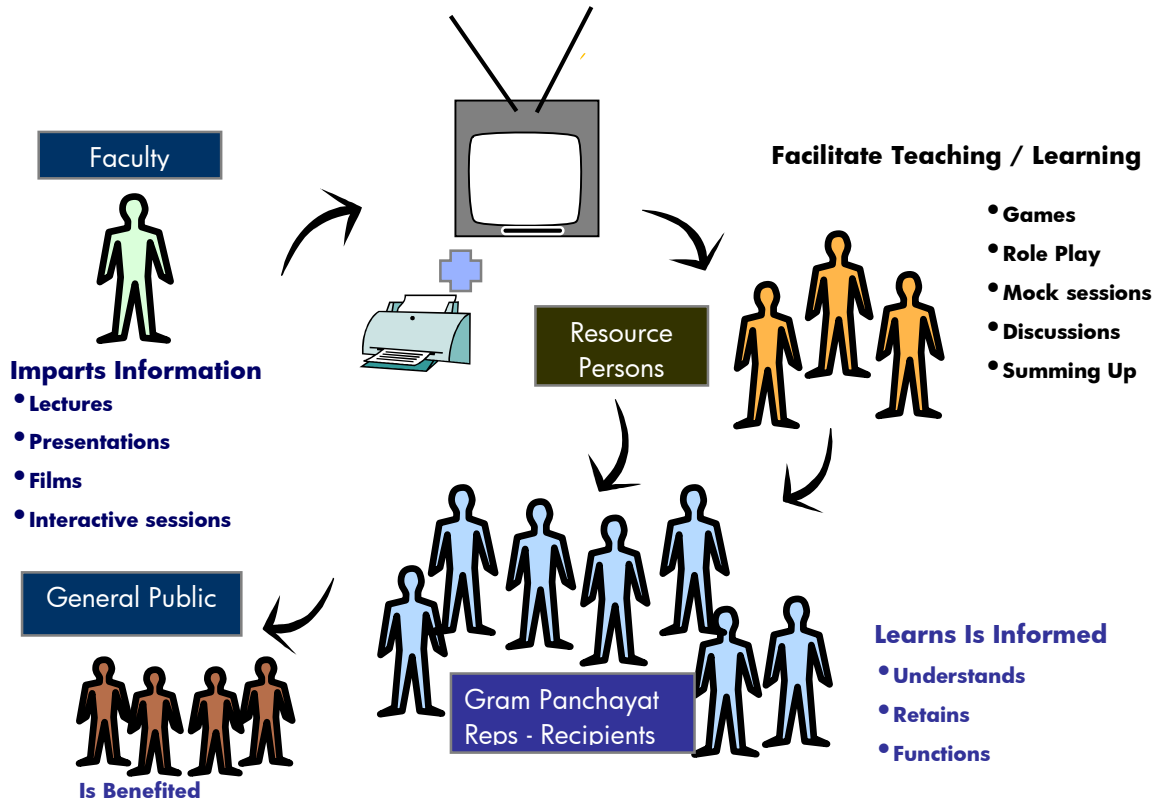 Faculty
Imparts Information
• Lectures
• Presentations
• Films
• Interactive sessions
Facilitate Teaching / Learning
• Games
• Role Play
• Mock sessions
• Discussions
• Summing Up
Resource
Persons
General Public
Is Benefited
Gram Panchayat
Reps - Recipients
Learns Is Informed
• Understands
• Retains
• Functions